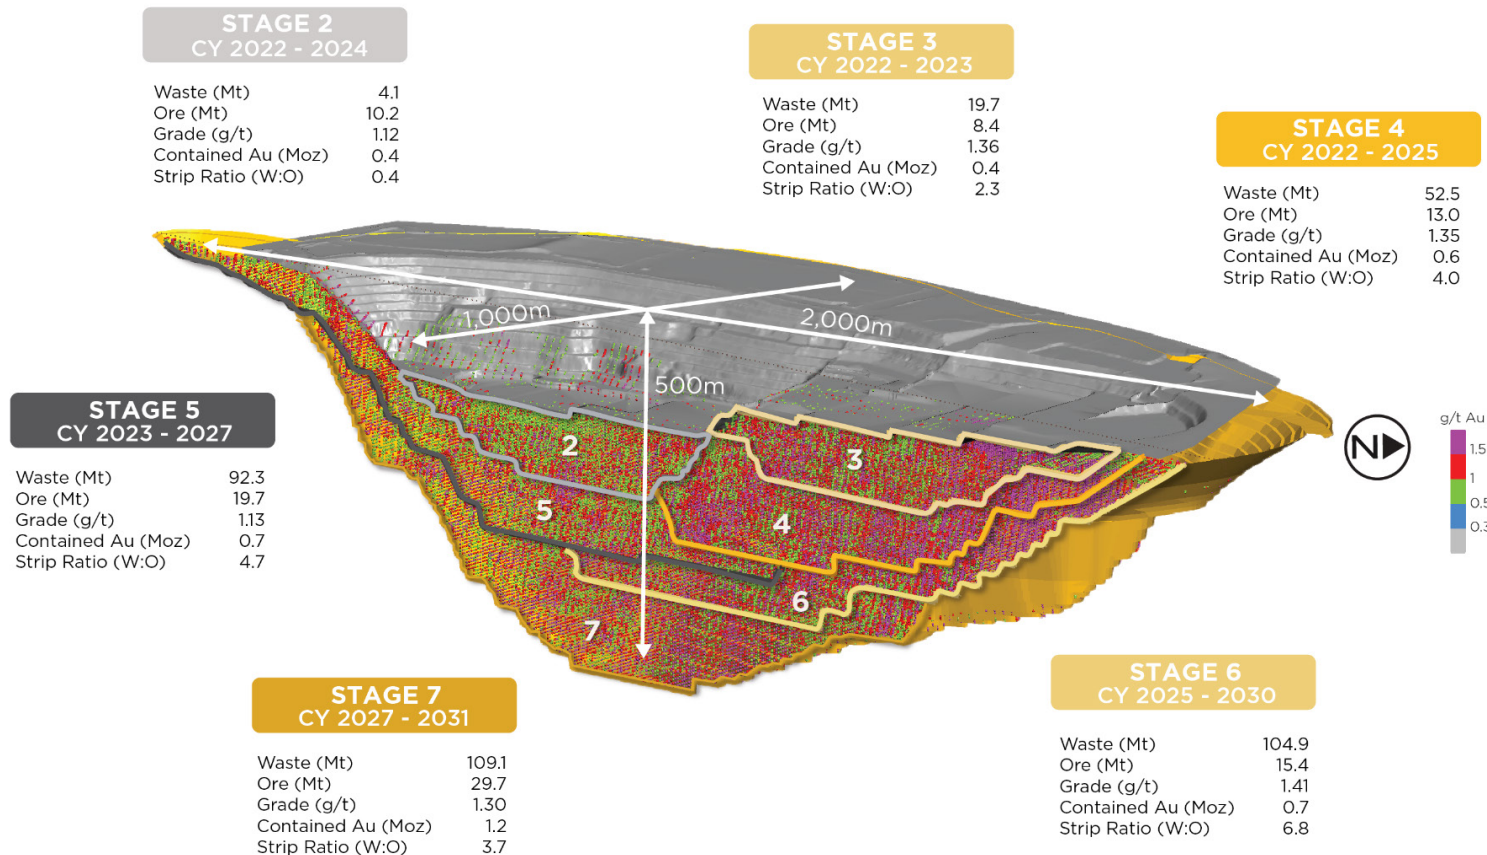 STAGE 2
CY 2022 - 2024
Waste (Mt) 4.1
Ore (Mt) 10.2
Grade (g/t) 1.12
Contained Au (Moz) 0.4
Strip Ratio (W:O) 0.4
STAGE 3
CY 2022 - 2023
Waste (Mt) 19.7
Ore (Mt) 8.4
Grade (g/t) 1.36
Contained Au (Moz) 0.4
Strip Ratio (W:O) 2.3
STAGE 4
CY 2022 - 2025
Waste (Mt) 52.5
Ore (Mt) 13.0
Grade (g/t) 1.35
Contained Au (Moz) 0.6
Strip Ratio (W:O) 4.0
1,000m
2,000m
500m
2
3
4
5
6
7
STAGE 5
CY 2023 - 2027
Waste (Mt) 92.3
Ore (Mt) 19.7
Grade (g/t) 1.13
Contained Au (Moz) 0.7
Strip Ratio (W:O) 4.7
N
g/t Au
1.5
1
0.5
0.3
STAGE 7
CY 2027 - 2031
Waste (Mt) 109.1
Ore (Mt) 29.7
Grade (g/t) 1.30
Contained Au (Moz) 1.2
Strip Ratio (W:O) 3.7
STAGE 6
CY 2025 - 2030
Waste (Mt) 104.9
Ore (Mt) 15.4
Grade (g/t) 1.41
Contained Au (Moz) 0.7
Strip Ratio (W:O) 6.8